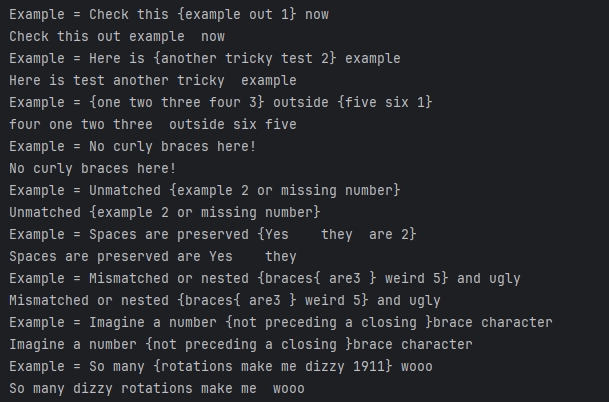 Example = Check this {example out 1} now
Check this out example  now
Example = Here is {another tricky test 2} example
Here is test another tricky  example
Example = {one two three four 3} outside {five six 1}
four one two three  outside six five
Example = No curly braces here!
No curly braces here!
Example = Unmatched {example 2 or missing number}
Unmatched {example 2 or missing number}
Example = Spaces are preserved {Yes    they  are 2}
Spaces are preserved are Yes    they
Example = Mismatched or nested {braces{ are3 } weird 5} and ugly
Mismatched or nested {braces{ are3 } weird 5} and ugly
Example = Imagine a number {not preceding a closing }brace character
Imagine a number {not preceding a closing }brace character
Example = So many {rotations make me dizzy 1911} wooo
So many dizzy rotations make me  wooo